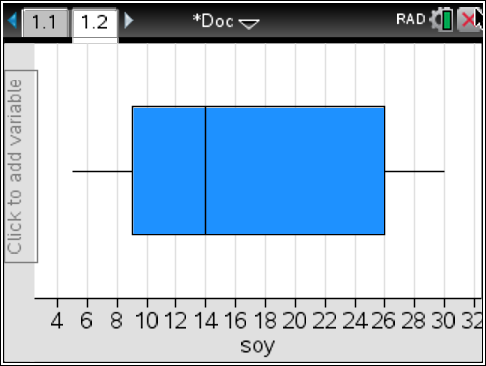 1.1 1.2 *Doc RAD
Click to add variable
4 6 8 10 12 14 16 18 20 22 24 26 28 30 32
soy